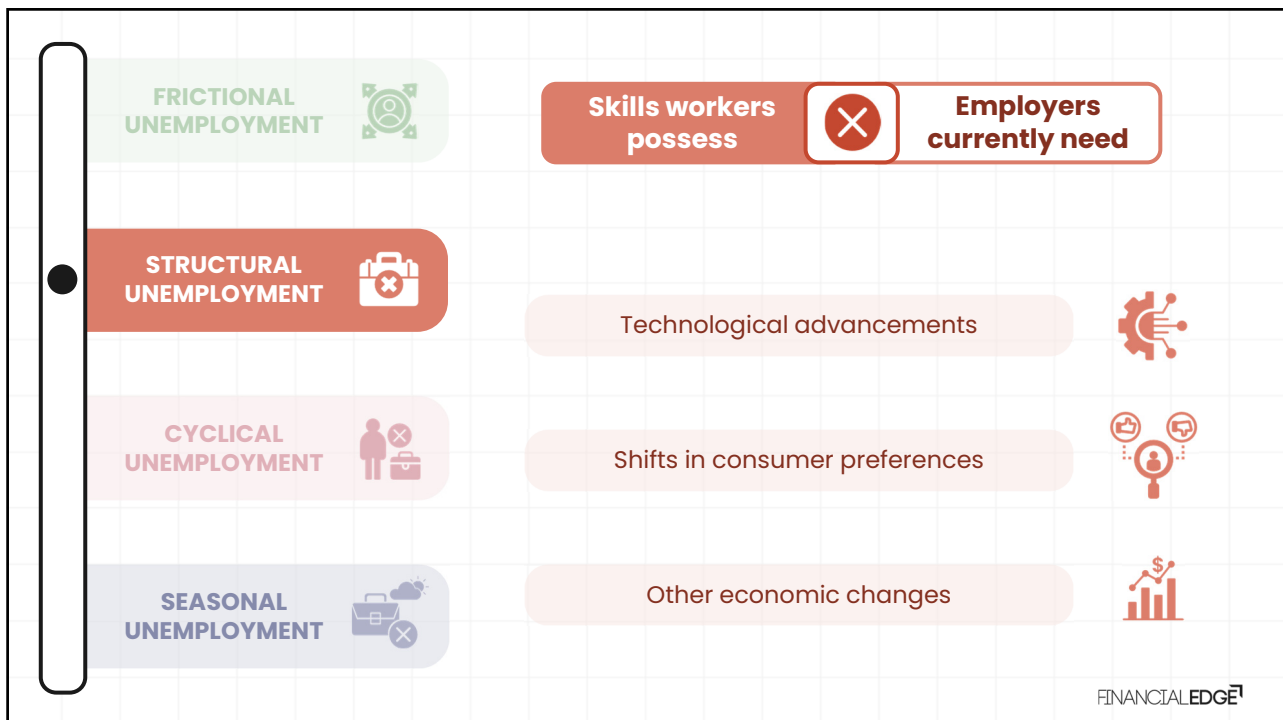 FRICTIONAL
UNEMPLOYMENT
STRUCTURAL
UNEMPLOYMENT
CYCLICAL
UNEMPLOYMENT
SEASONAL
UNEMPLOYMENT
Skills workers
possess
Employers
currently need
Technological advancements
Shifts in consumer preferences
$
Other economic changes
FINANCIALEDGE